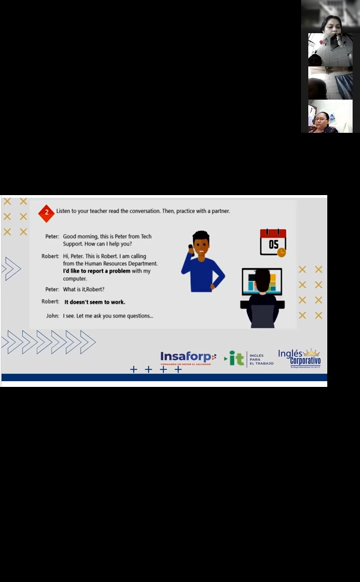 2 Listen to your teacher read the conversation. Then, practice with a partner.
Peter: Good morning, this is Peter from Tech
Support. How can I help you?
Robert: Hi, Peter. This is Robert. I am calling
from the Human Resources Department.
I'd like to report a problem with my
computer.
Peter: What is it,Robert?
Robert: It doesn't seem to work.
John: I see. Let me ask you some questions...
05
Insaforp
it
INGLÉS
PARA
EL TRABAJO
Inglés
Corporativo